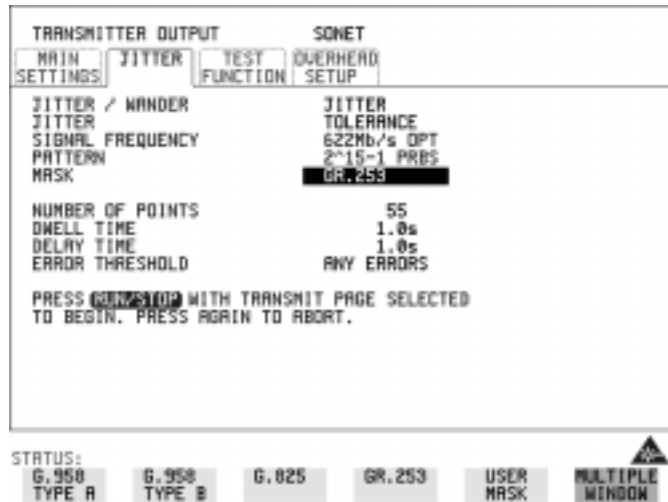 TRANSMITTER OUTPUT SONET
MAIN SETTINGS JITTER TEST FUNCTION OVERHEAD SETUP
JITTER / WANDER JITTER
JITTER TOLERANCE
SIGNAL FREQUENCY 622Mb/s OPT
PATTERN 2^15-1 PRBS
MASK GR.253
NUMBER OF POINTS 55
DWELL TIME 1.0s
DELAY TIME 1.0s
ERROR THRESHOLD ANY ERRORS
PRESS RUN/STOP WITH TRANSMIT PAGE SELECTED
TO BEGIN. PRESS AGAIN TO ABORT.
STATUS:
G.958 TYPE A G.958 TYPE B G.825 GR.253 USER MASK MULTIPLE WINDOW